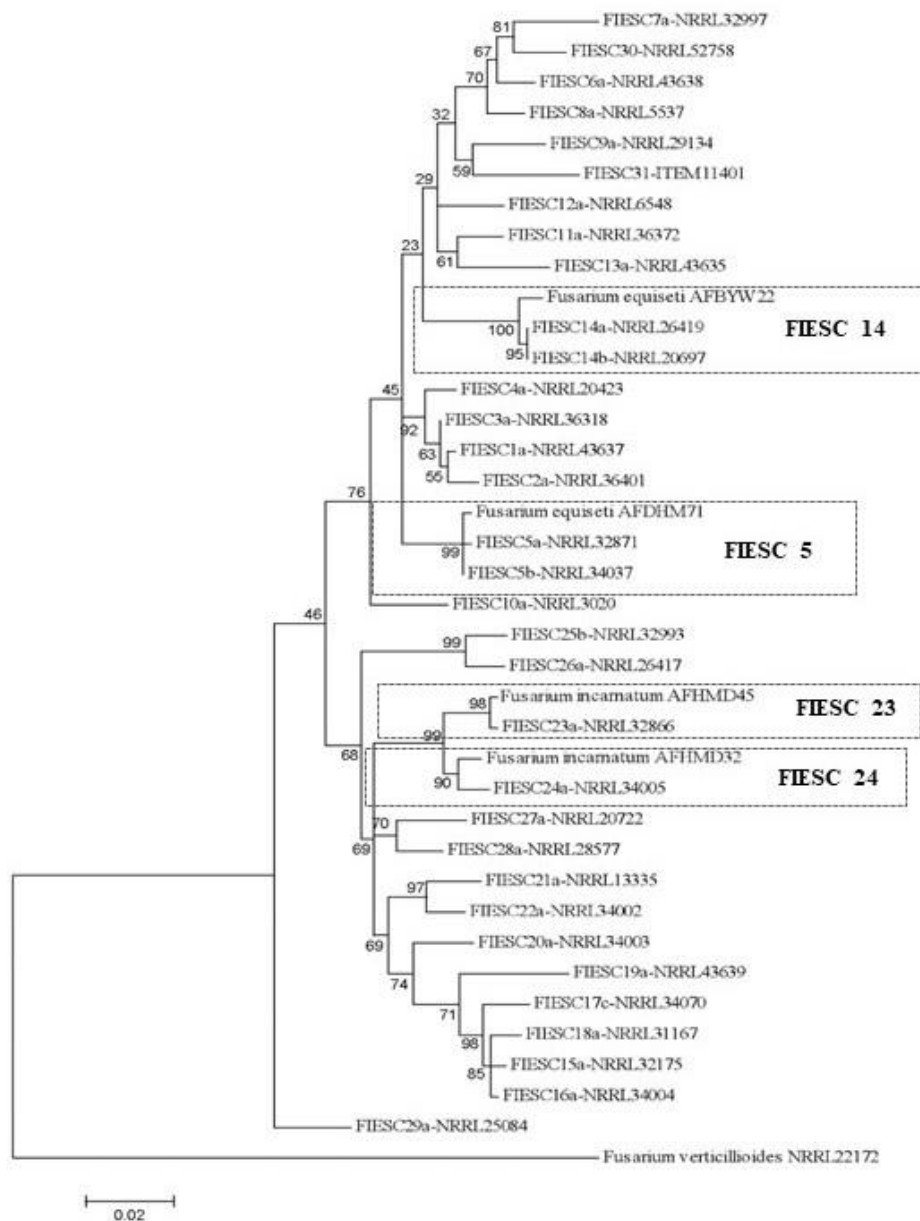 FIESC7a-NRRL32997
81
FIESC30-NRRL52758
67
FIESC6a-NRRL43638
70
FIESC8a-NRRL5537
32
FIESC9a-NRRL29134
59
FIESC31-ITEM11401
29
FIESC12a-NRRL6548
FIESC11a-NRRL36372
23
61
FIESC13a-NRRL43635
Fusarium equiseti AFBYW22
100
FIESC14a-NRRL26419
FIESC 14
95
FIESC14b-NRRL20697
45
FIESC4a-NRRL20423
92
FIESC3a-NRRL36318
63
FIESC1a-NRRL43637
55
FIESC2a-NRRL36401
76
Fusarium equiseti AFDHM71
FIESC5a-NRRL32871
FIESC 5
99
FIESC5b-NRRL34037
FIESC10a-NRRL3020
46
99
FIESC25b-NRRL32993
FIESC26a-NRRL26417
98
Fusarium incarnatum AFHMD45
FIESC 23
FIESC23a-NRRL32866
99
68
Fusarium incarnatum AFHMD32
FIESC 24
90
FIESC24a-NRRL34005
70
FIESC27a-NRRL20722
69
FIESC28a-NRRL28577
97
FIESC21a-NRRL13335
FIESC22a-NRRL34002
69
FIESC20a-NRRL34003
74
FIESC19a-NRRL43639
71
FIESC17c-NRRL34070
98
FIESC18a-NRRL31167
85
FIESC15a-NRRL32175
FIESC16a-NRRL34004
FIESC29a-NRRL25084
Fusarium verticillioides NRRL22172
0.02